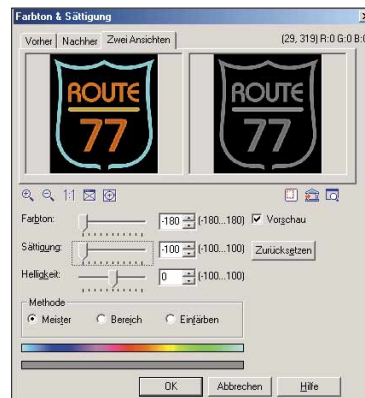 Farbton & Sättigung
Vorher Nachher Zwei Ansichten (29, 319) R:0 G:0 B:0
ROUTE
77
ROUTE
77
1:1
Farbton: -180 (-180...180) Vorschau
Sättigung: -100 (-100...100) Zurücksetzen
Helligkeit: 0 (-100...100)
Methode
Meister Bereich Einfärben
OK Abbrechen Hilfe